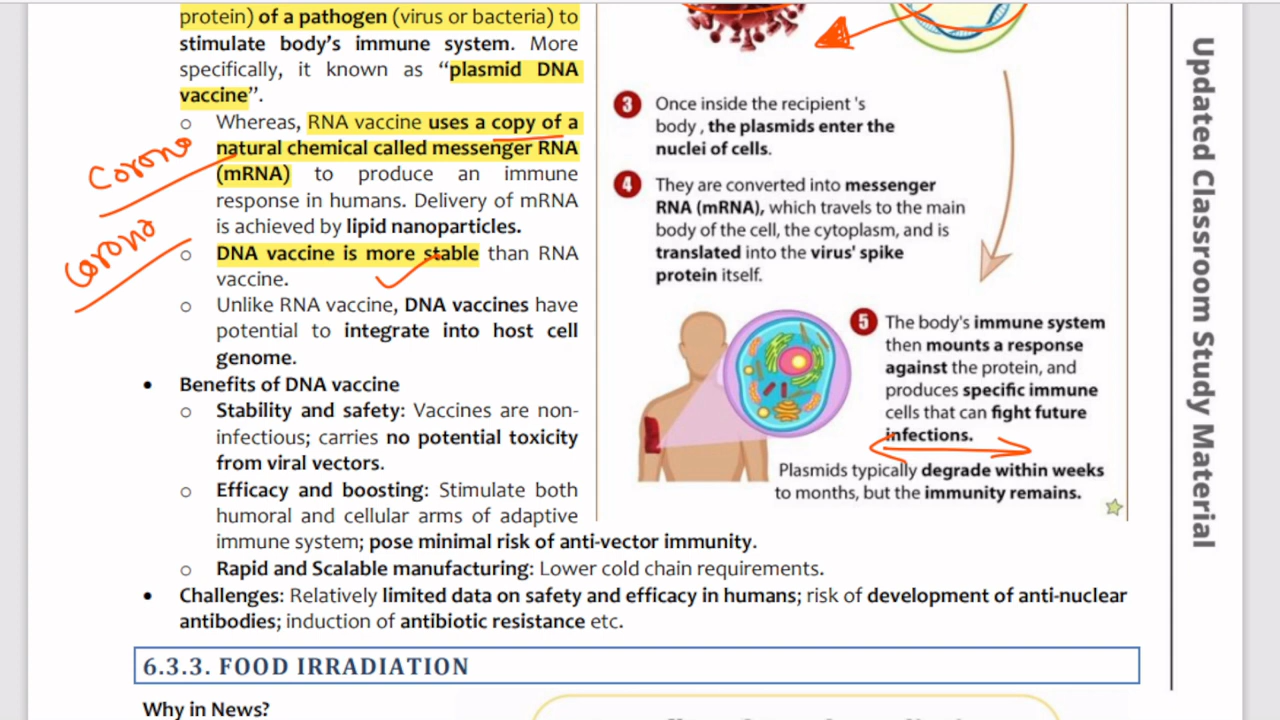 protein) of a pathogen (virus or bacteria) to
stimulate body's immune system. More
specifically, it known as “plasmid DNA
vaccine”.
o Whereas, RNA vaccine uses a copy of a
natural chemical called messenger RNA
(mRNA) to produce an immune
response in humans. Delivery of mRNA
is achieved by lipid nanoparticles.
o DNA vaccine is more stable than RNA
vaccine.
o Unlike RNA vaccine, DNA vaccines have
potential to integrate into host cell
genome.
Corona
Corona
• Benefits of DNA vaccine
o Stability and safety: Vaccines are non-
infectious; carries no potential toxicity
from viral vectors.
o Efficacy and boosting: Stimulate both
humoral and cellular arms of adaptive
immune system; pose minimal risk of anti-vector immunity.
o Rapid and Scalable manufacturing: Lower cold chain requirements.
• Challenges: Relatively limited data on safety and efficacy in humans; risk of development of anti-nuclear
antibodies; induction of antibiotic resistance etc.
3 Once inside the recipient 's
body , the plasmids enter the
nuclei of cells.
4 They are converted into messenger
RNA (mRNA), which travels to the main
body of the cell, the cytoplasm, and is
translated into the virus' spike
protein itself.
5 The body's immune system
then mounts a response
against the protein, and
produces specific immune
cells that can fight future
infections.
Plasmids typically degrade within weeks
to months, but the immunity remains.
6.3.3. FOOD IRRADIATION
Why in News?
Updated Classroom Study Material